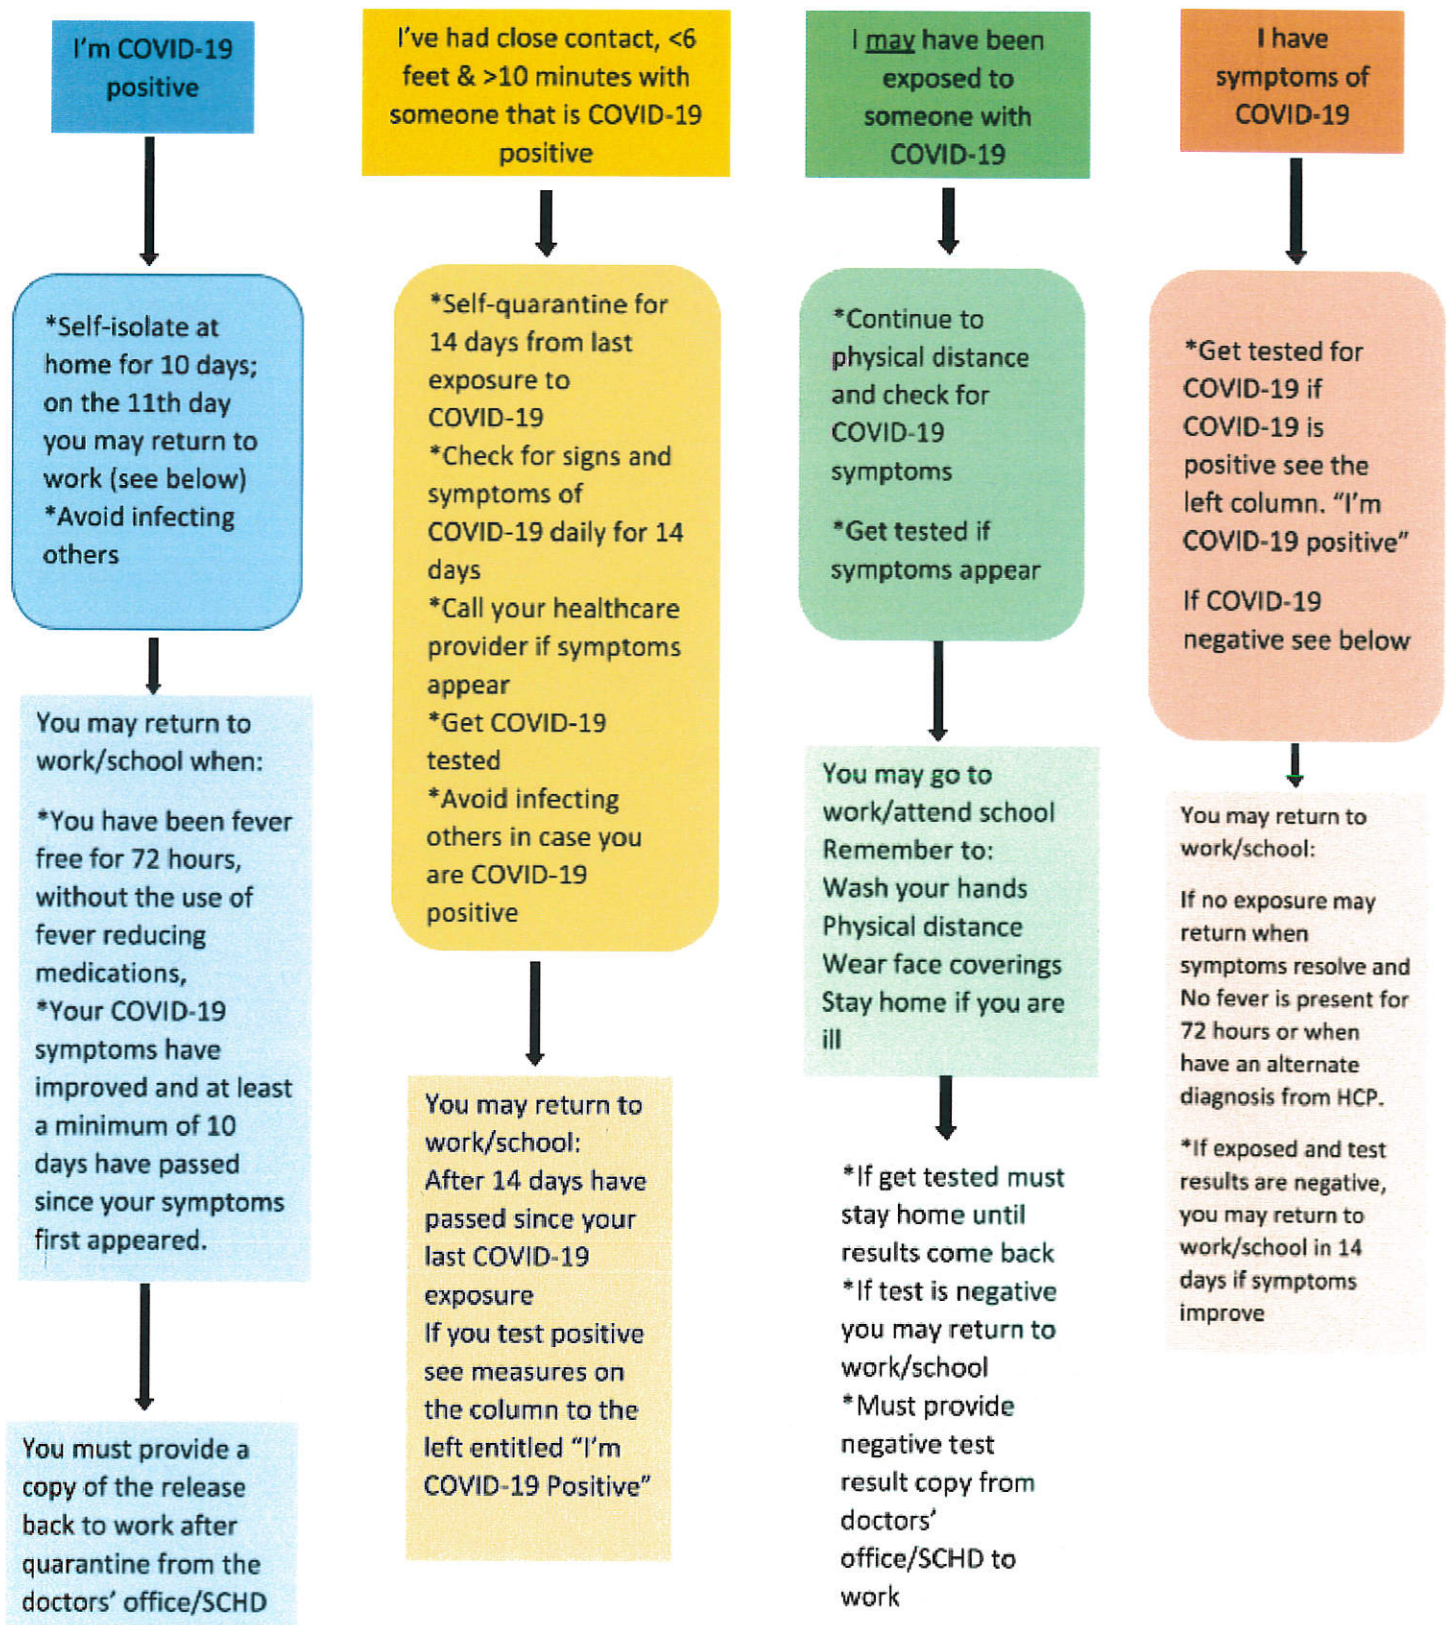 I'm COVID-19
positive
*Self-isolate at
home for 10 days;
on the 11th day
you may return to
work (see below)
*Avoid infecting
others
You may return to
work/school when:
*You have been fever
free for 72 hours,
without the use of
fever reducing
medications,
*Your COVID-19
symptoms have
improved and at least
a minimum of 10
days have passed
since your symptoms
first appeared.
You must provide a
copy of the release
back to work after
quarantine from the
doctors' office/SCHD
I've had close contact, <6
feet & >10 minutes with
someone that is COVID-19
positive
*Self-quarantine for
14 days from last
exposure to
COVID-19
*Check for signs and
symptoms of
COVID-19 daily for 14
days
*Call your healthcare
provider if symptoms
appear
*Get COVID-19
tested
*Avoid infecting
others in case you
are COVID-19
positive
You may return to
work/school:
After 14 days have
passed since your
last COVID-19
exposure
If you test positive
see measures on
the column to the
left entitled "I'm
COVID-19 Positive"
I may have been
exposed to
someone with
COVID-19
*Continue to
physical distance
and check for
COVID-19
symptoms
*Get tested if
symptoms appear
You may go to
work/attend school
Remember to:
Wash your hands
Physical distance
Wear face coverings
Stay home if you are
ill
*If get tested must
stay home until
results come back
*If test is negative
you may return to
work/school
*Must provide
negative test
result copy from
doctors'
office/SCHD to
work
I have
symptoms of
COVID-19
*Get tested for
COVID-19 if
COVID-19 is
positive see the
left column. "I'm
COVID-19 positive"
If COVID-19
negative see below
You may return to
work/school:
If no exposure may
return when
symptoms resolve and
No fever is present for
72 hours or when
have an alternate
diagnosis from HCP.
*If exposed and test
results are negative,
you may return to
work/school in 14
days if symptoms
improve